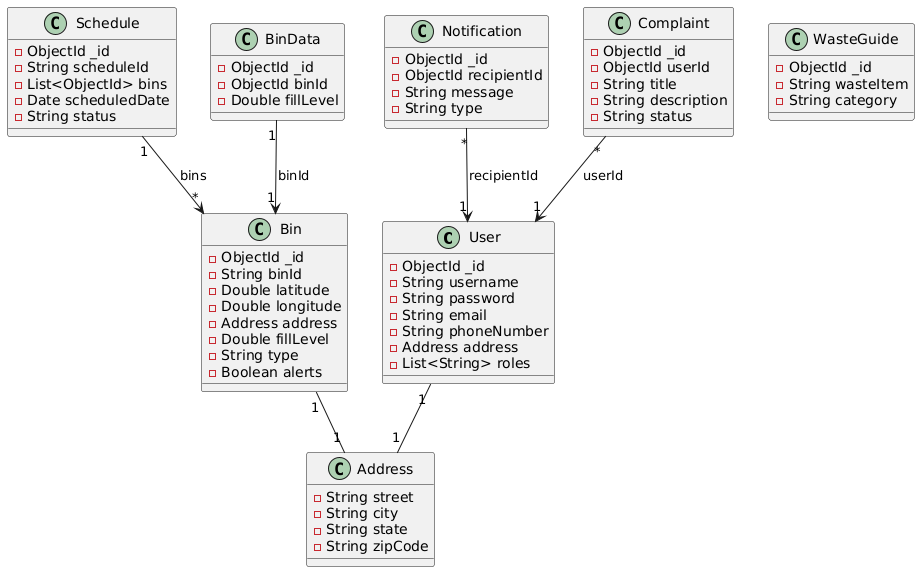 C Schedule
ObjectId _id
String scheduleId
List<ObjectId> bins
Date scheduledDate
String status
C BinData
ObjectId _id
ObjectId binId
Double fillLevel
C Notification
ObjectId _id
ObjectId recipientId
String message
String type
C Complaint
ObjectId _id
ObjectId userId
String title
String description
String status
C WasteGuide
ObjectId _id
String wasteItem
String category
1
bins
*
1
binId
1
*
recipientId
1
*
userId
1
C Bin
ObjectId _id
String binId
Double latitude
Double longitude
Address address
Double fillLevel
String type
Boolean alerts
C User
ObjectId _id
String username
String password
String email
String phoneNumber
Address address
List<String> roles
1
1
1
1
C Address
String street
String city
String state
String zipCode